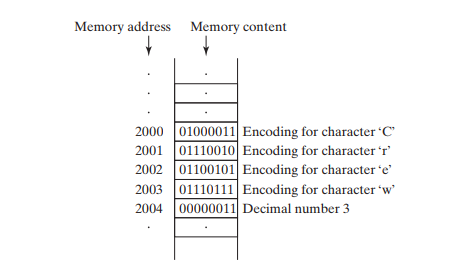 Memory address Memory content
.
.
.
.
.
.
2000 01000011 Encoding for character ‘C’
2001 01110010 Encoding for character ‘r’
2002 01100101 Encoding for character ‘e’
2003 01110111 Encoding for character ‘w’
2004 00000011 Decimal number 3
. .